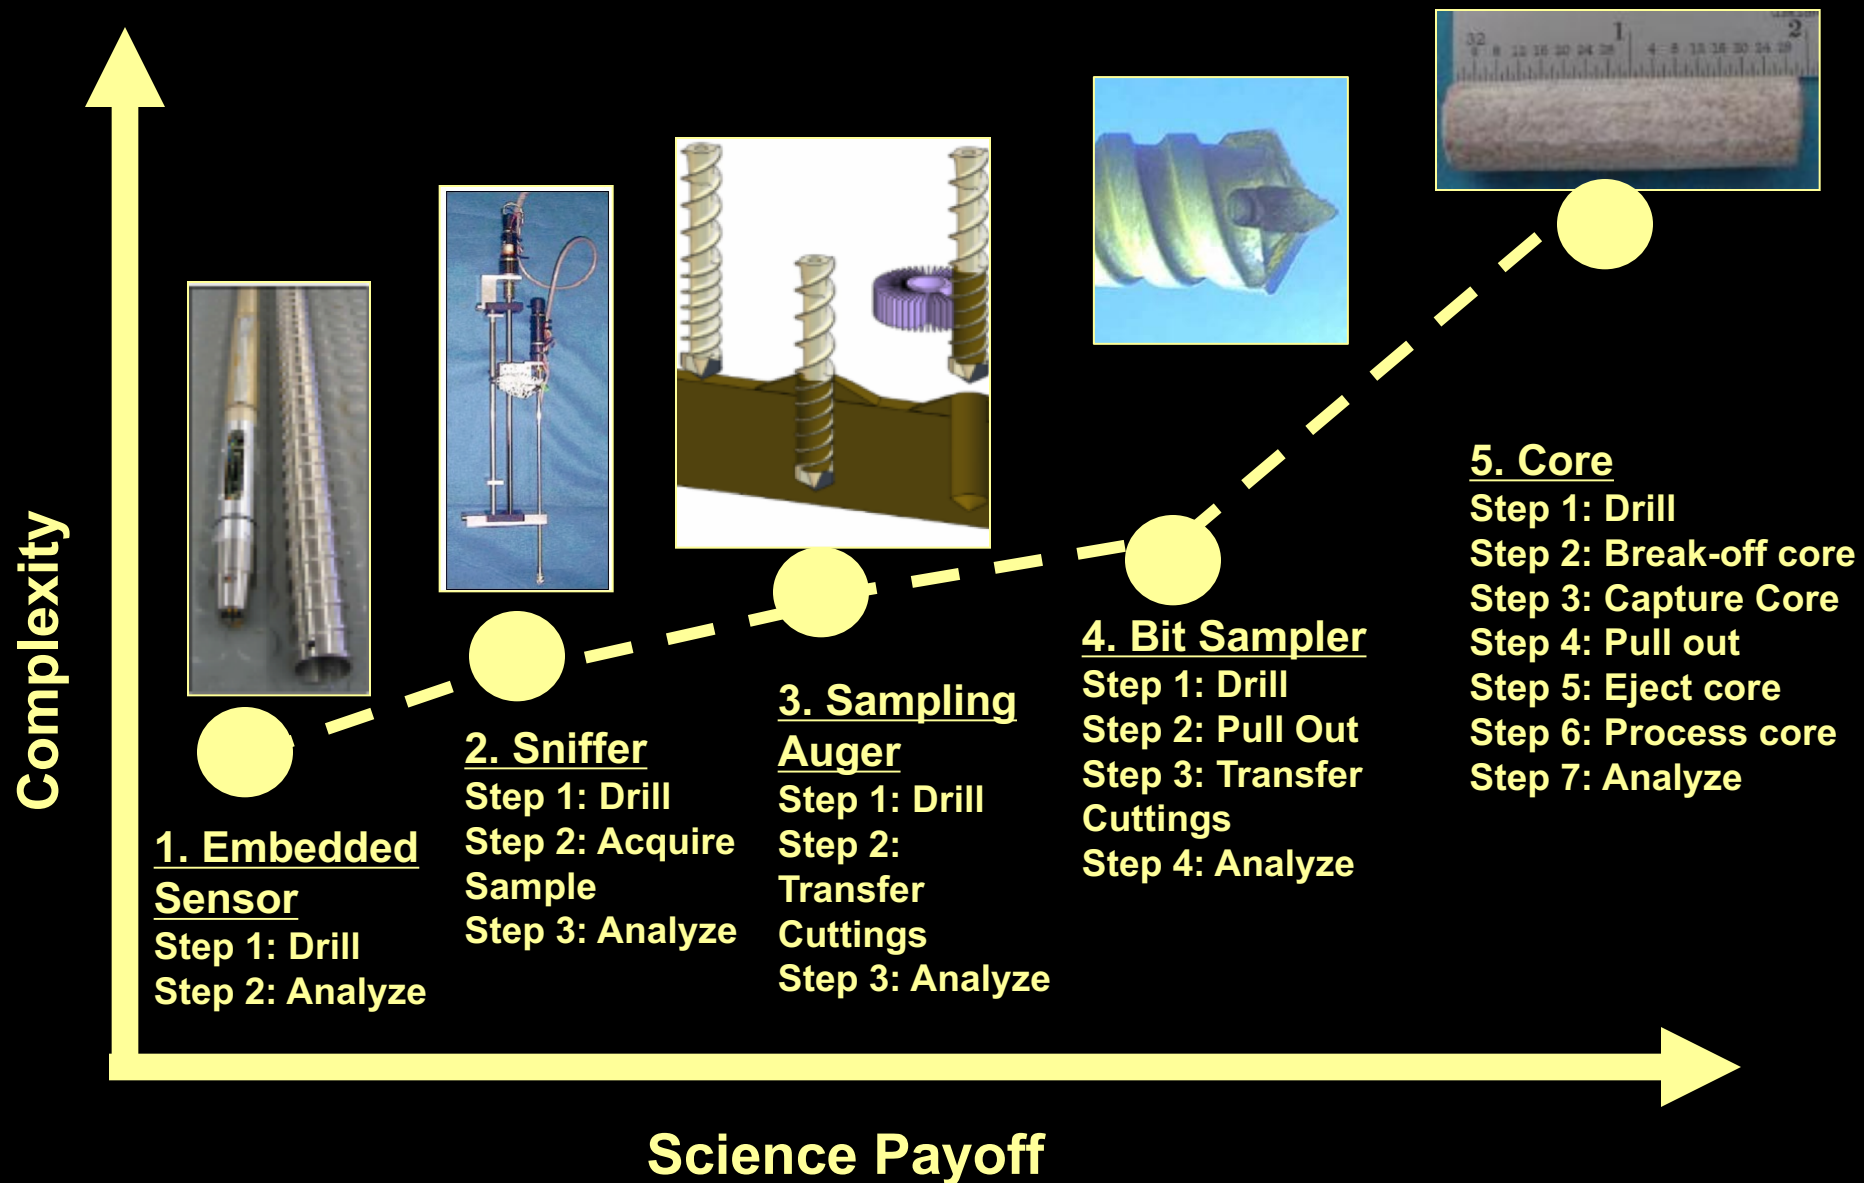 Complexity
1. Embedded
Sensor
Step 1: Drill
Step 2: Analyze
2. Sniffer
Step 1: Drill
Step 2: Acquire
Sample
Step 3: Analyze
3. Sampling
Auger
Step 1: Drill
Step 2:
Transfer
Cuttings
Step 3: Analyze
4. Bit Sampler
Step 1: Drill
Step 2: Pull Out
Step 3: Transfer
Cuttings
Step 4: Analyze
32 1 2
5. Core
Step 1: Drill
Step 2: Break-off core
Step 3: Capture Core
Step 4: Pull out
Step 5: Eject core
Step 6: Process core
Step 7: Analyze
Science Payoff